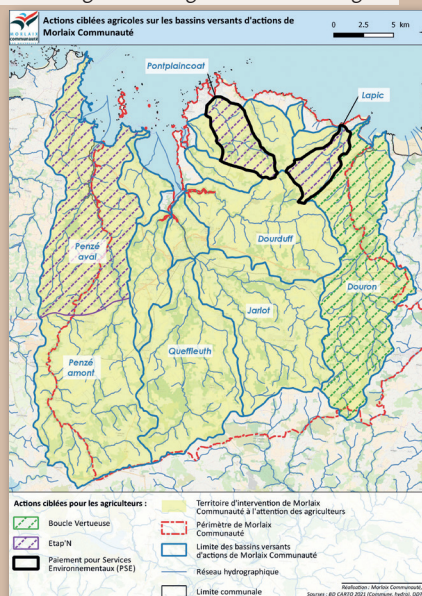 MORLAIX
COMMUNAUTÉ
Actions ciblées agricoles sur les bassins versants d'actions de
Morlaix Communauté
0 2.5 5 km
Pontplaincoat
Lapic
Dourduff
Penzé
aval
Douron
Jarlot
Queffleuth
Penzé
amont
Actions ciblées pour les agriculteurs :
Boucle Vertueuse
Etap'N
Paiement pour Services
Environnementaux (PSE)
Territoire d'intervention de Morlaix
Communauté à l'attention des agriculteurs
Périmètre de Morlaix
Communauté
Limite des bassins versants
d'actions de Morlaix Communauté
Réseau hydrographique
Limite communale
Réalisation : Morlaix Communauté,
Sources : BD CARTO 2021 (Commune, hydro), DDT